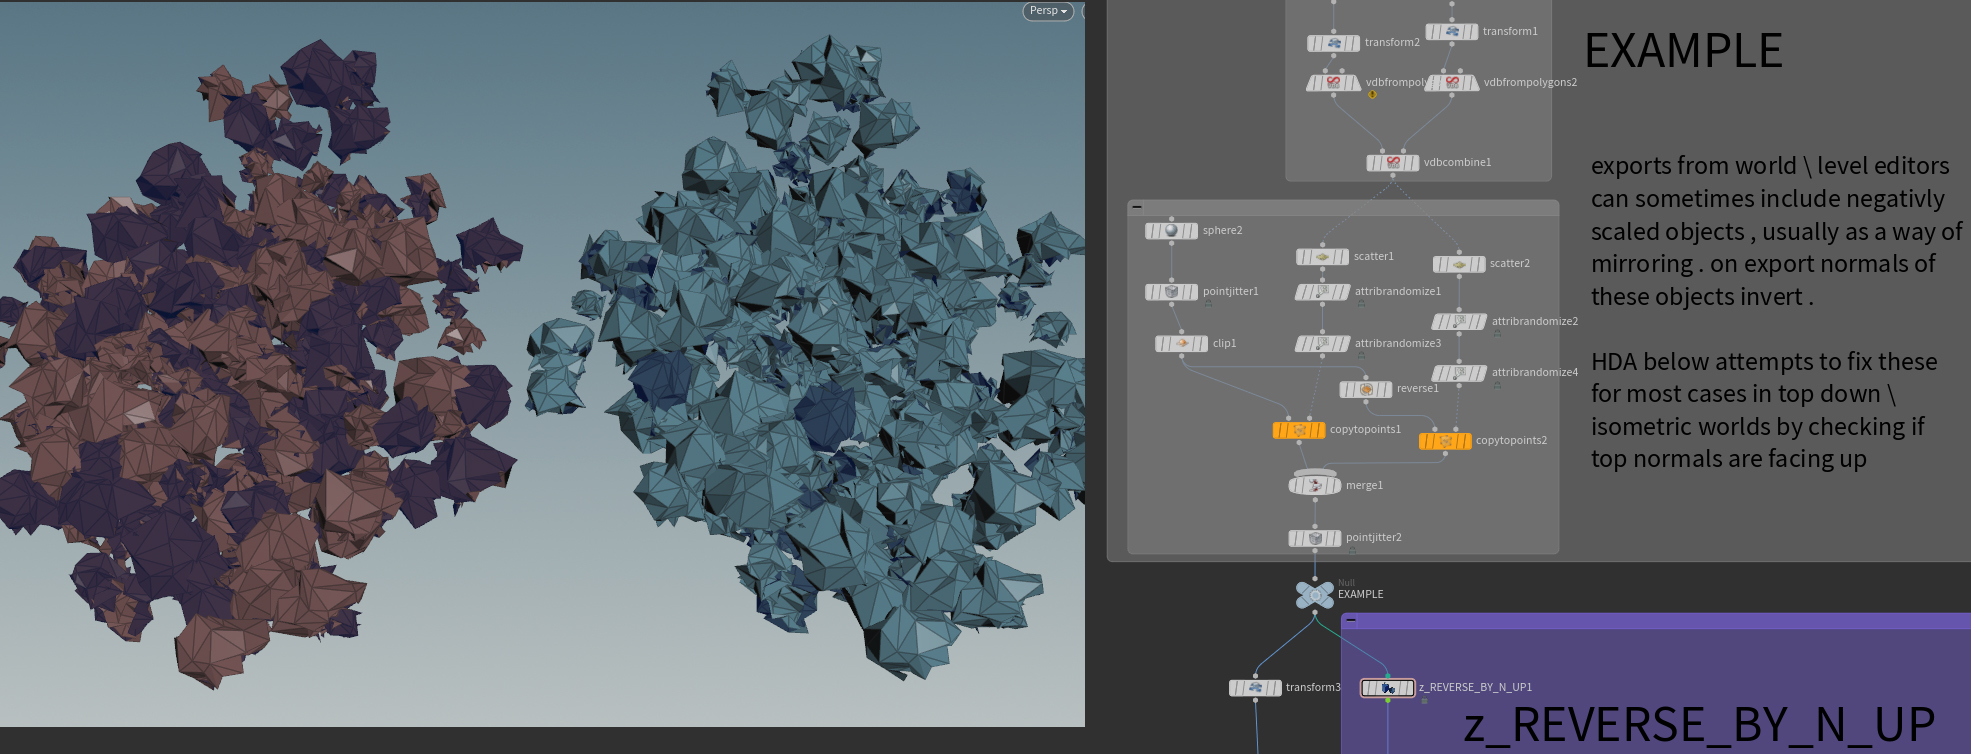 Persp
transform2
transform1
vdbfrompoly
vdbfrompolygons2
vdbcombine1
EXAMPLE
exports from world \ level editors
can sometimes include negativly
scaled objects , usually as a way of
mirroring . on export normals of
these objects invert .
HDA below attempts to fix these
for most cases in top down \
isometric worlds by checking if
top normals are facing up
sphere2
scatter1
scatter2
pointjitter1
attribrandomize1
attribrandomize2
clip1
attribrandomize3
attribrandomize4
reverse1
copytopoints1
copytopoints2
merge1
pointjitter2
Null
EXAMPLE
transform3
z_REVERSE_BY_N_UP1
z_REVERSE_BY_N_UP